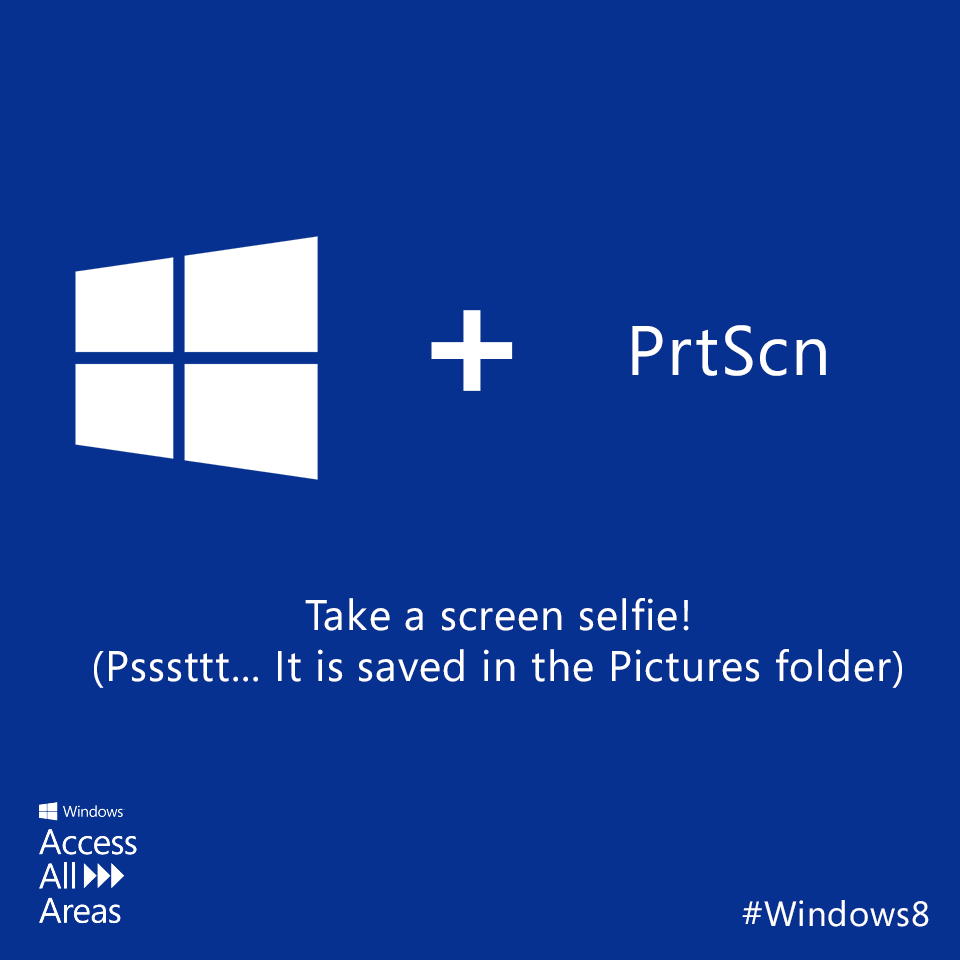 + PrtScn
Take a screen selfie!
(Psssttt... It is saved in the Pictures folder)
Windows
Access
All
Areas
#Windows8